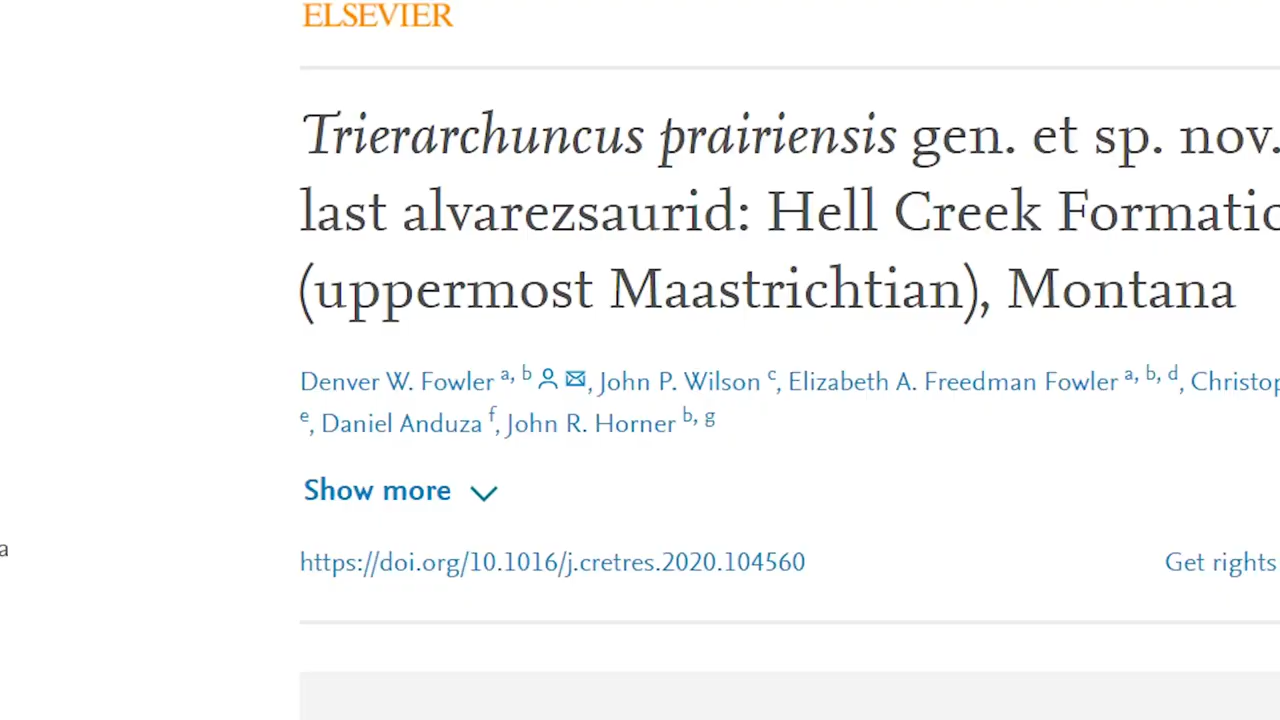 ELSEVIER
Trierarchuncus prairiensis gen. et sp. nov.
last alvarezsaurid: Hell Creek Formatio
(uppermost Maastrichtian), Montana
Denver W. Fowler a, b, John P. Wilson c, Elizabeth A. Freedman Fowler a, b, d, Christop
e, Daniel Anduza f, John R. Horner b, g
Show more
a
https://doi.org/10.1016/j.cretres.2020.104560
Get rights